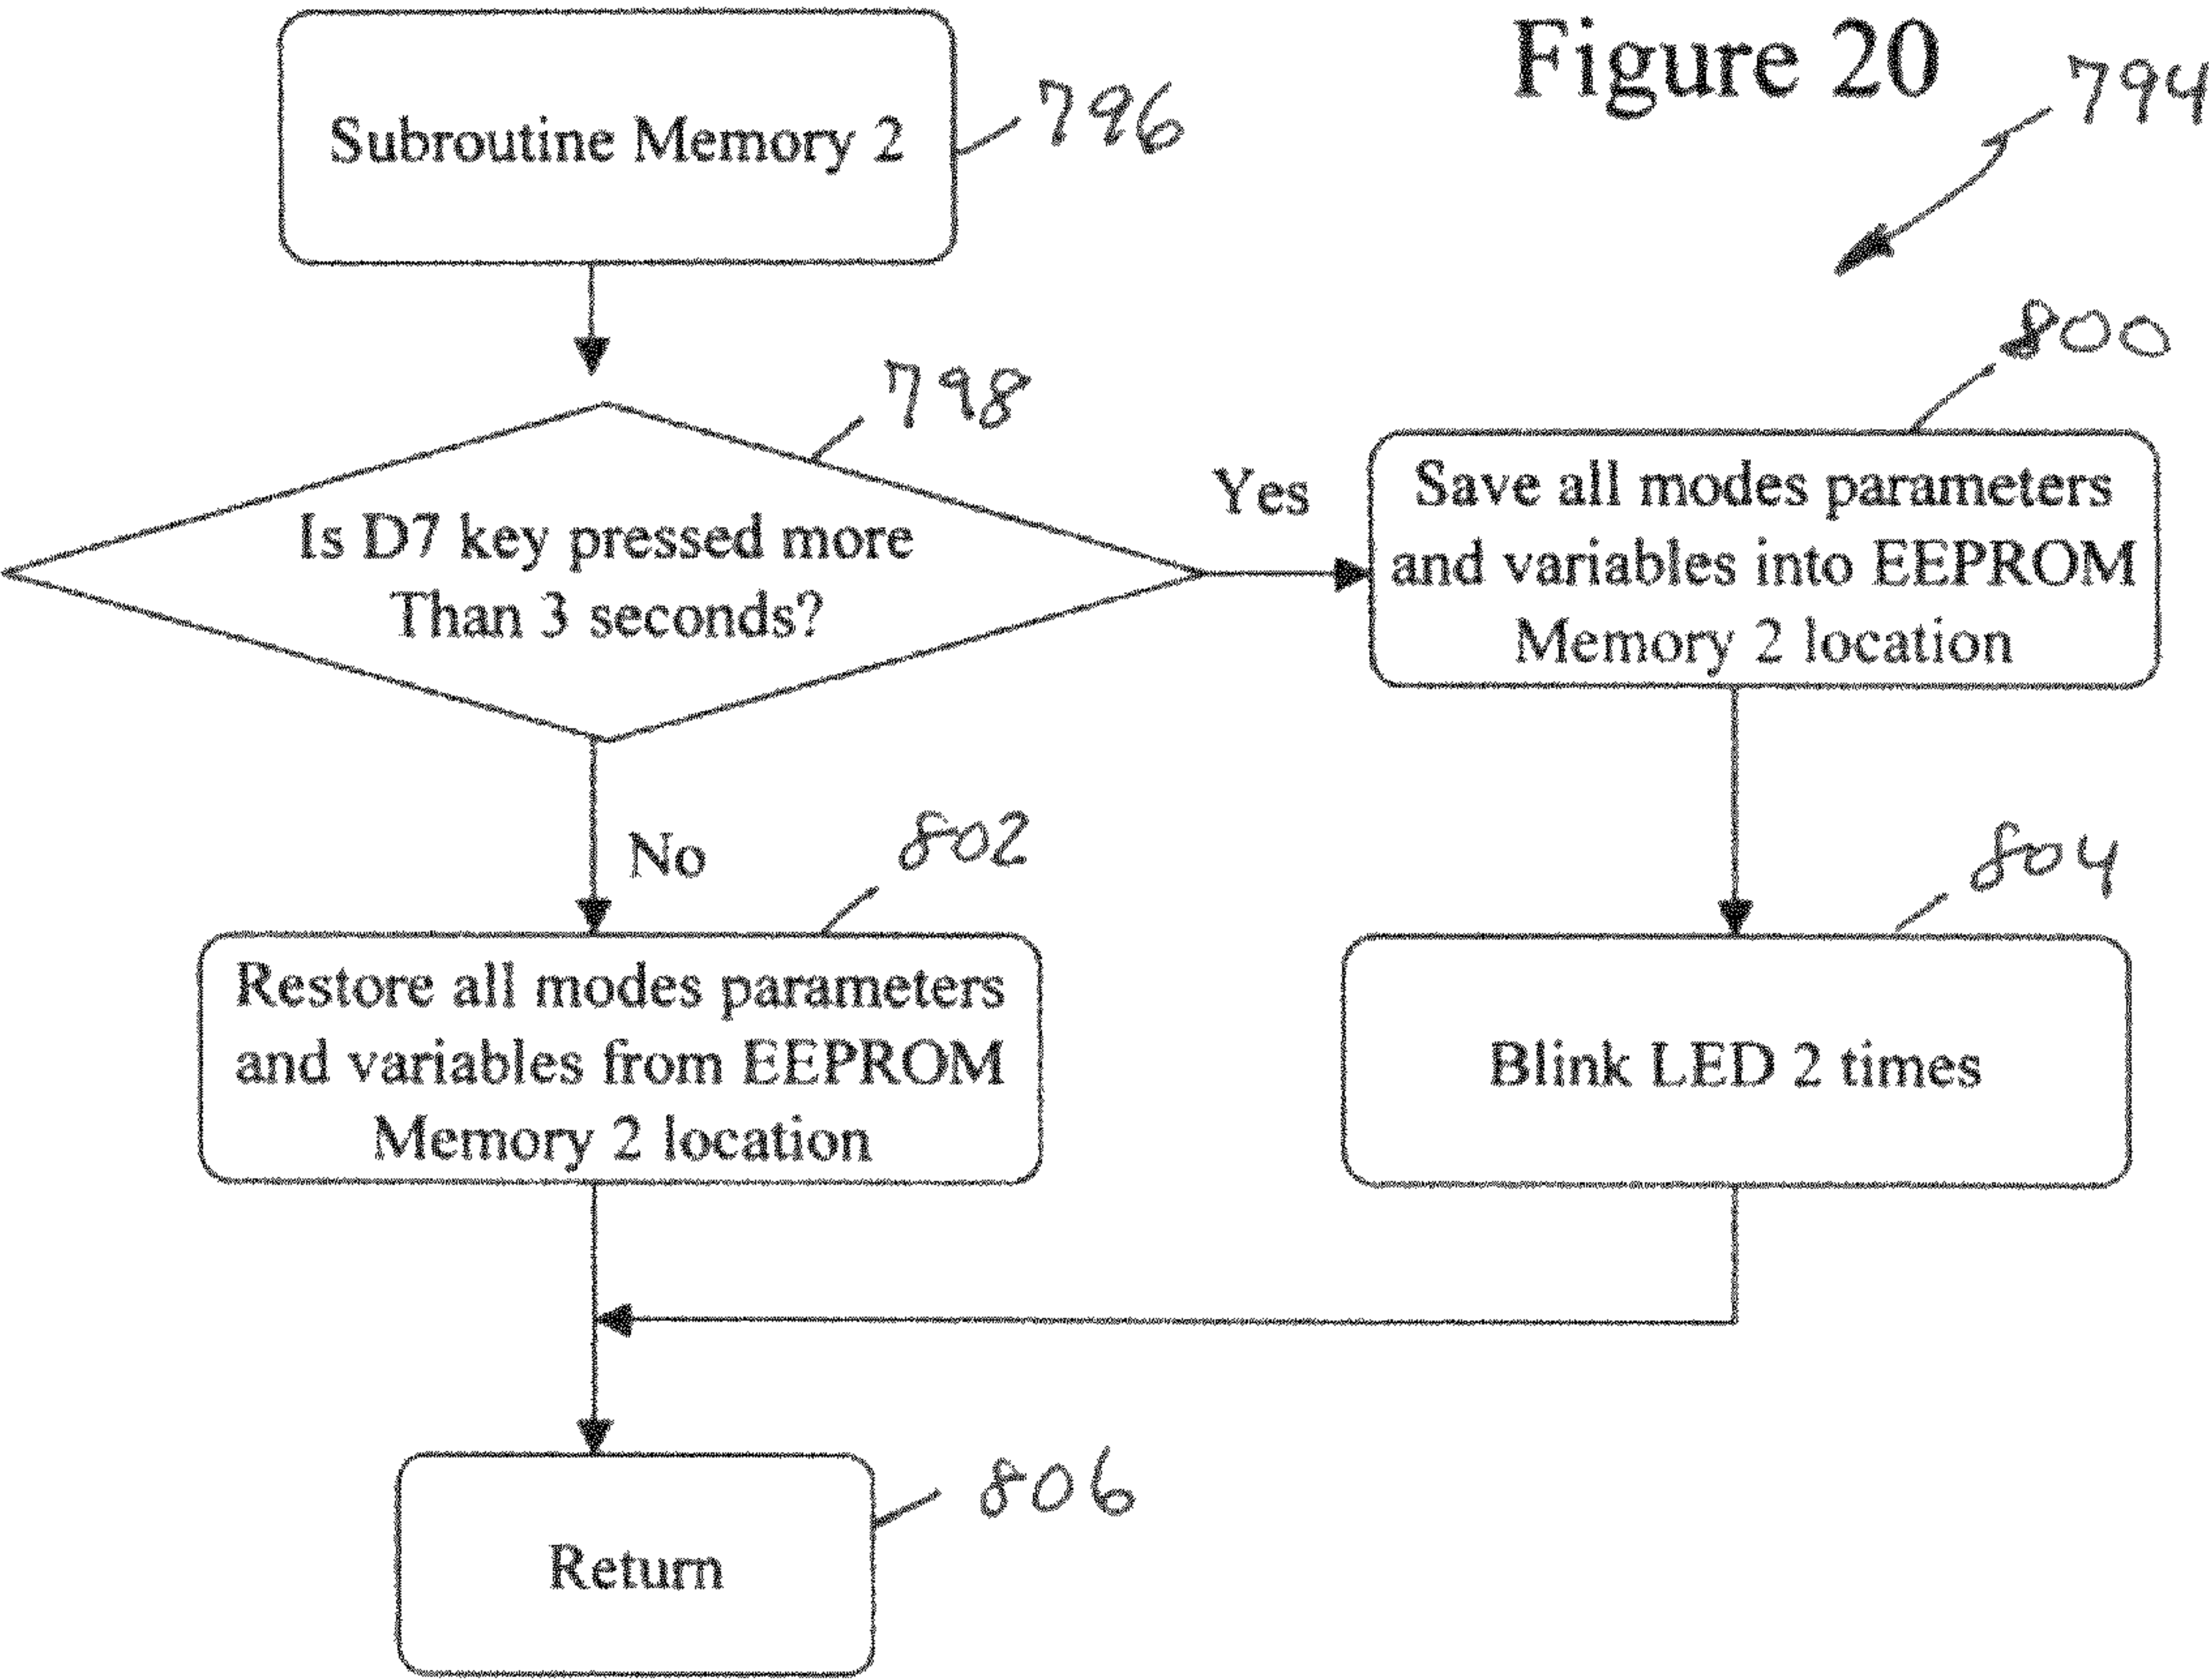 Figure 20
794
Subroutine Memory 2
796
798
Is D7 key pressed more
Than 3 seconds?
Yes
800
Save all modes parameters
and variables into EEPROM
Memory 2 location
No
802
Restore all modes parameters
and variables from EEPROM
Memory 2 location
804
Blink LED 2 times
Return
806